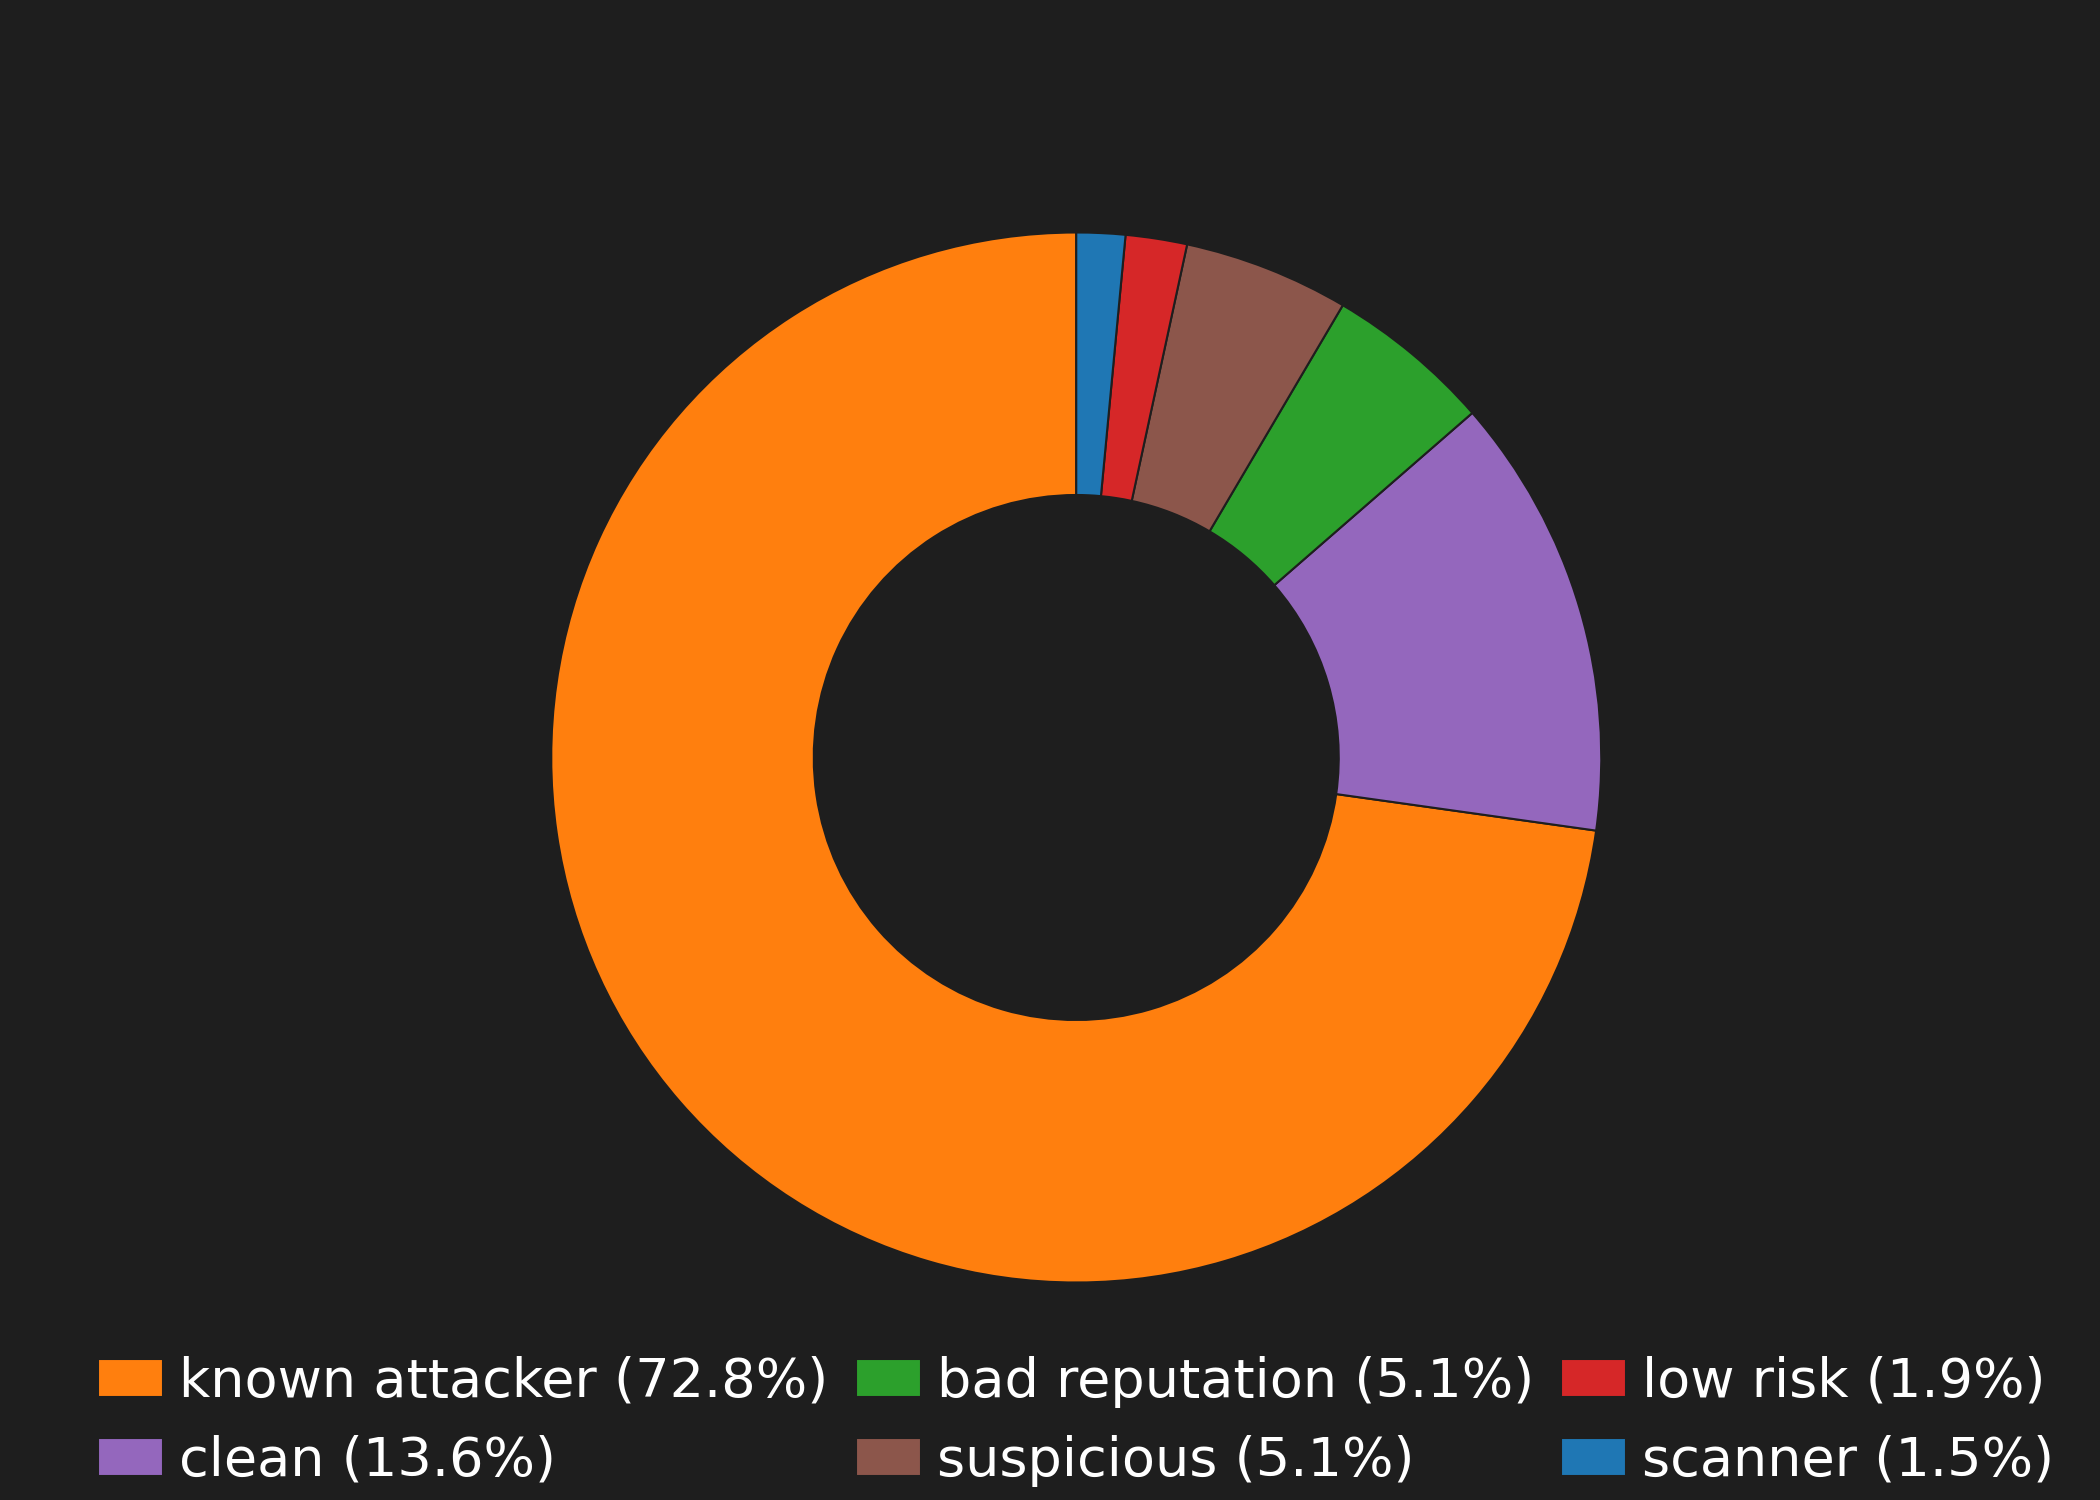 known attacker (72.8%) bad reputation (5.1%) low risk (1.9%)
clean (13.6%) suspicious (5.1%) scanner (1.5%)